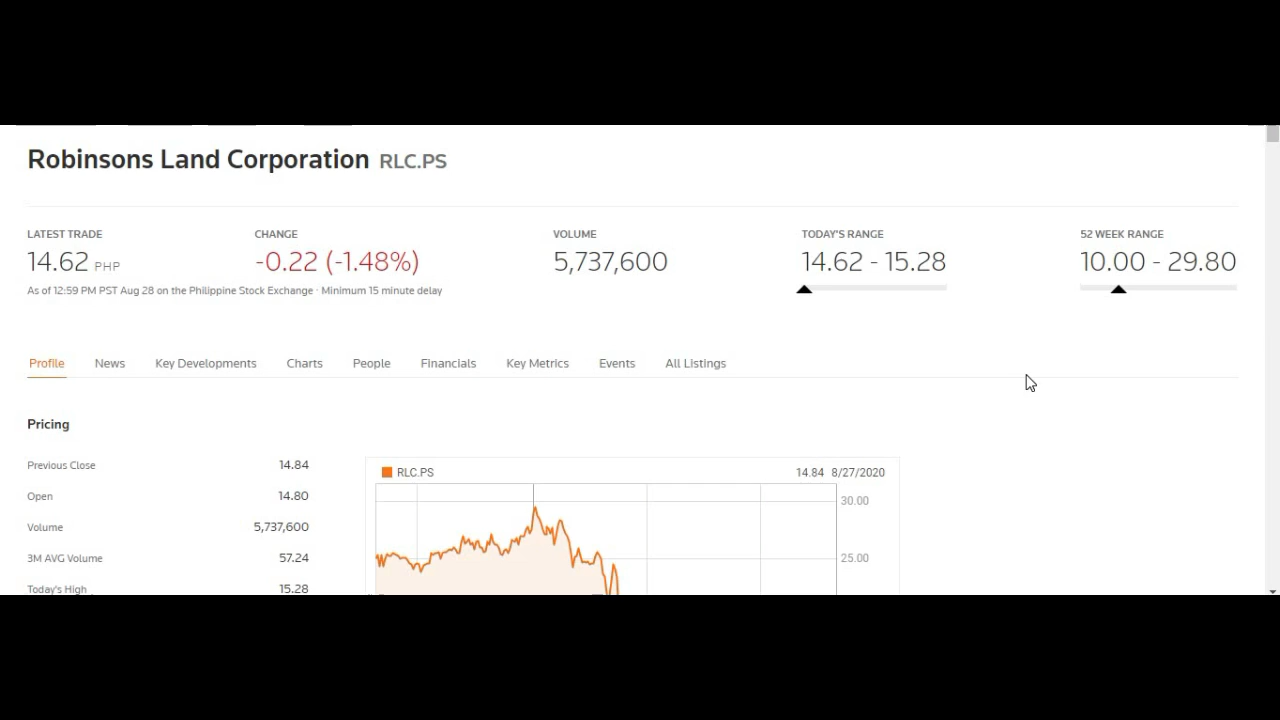 Robinsons Land Corporation RLC.PS
LATEST TRADE CHANGE VOLUME TODAY'S RANGE 52 WEEK RANGE
14.62 PHP -0.22 (-1.48%) 5,737,600 14.62 - 15.28 10.00 - 29.80
As of 12:59 PM PST Aug 28 on the Philippine Stock Exchange · Minimum 15 minute delay
Profile News Key Developments Charts People Financials Key Metrics Events All Listings
Pricing
Previous Close 14.84
Open 14.80
Volume 5,737,600
3M AVG Volume 57.24
Today's High 15.28
RLC.PS 14.84 8/27/2020
30.00
25.00